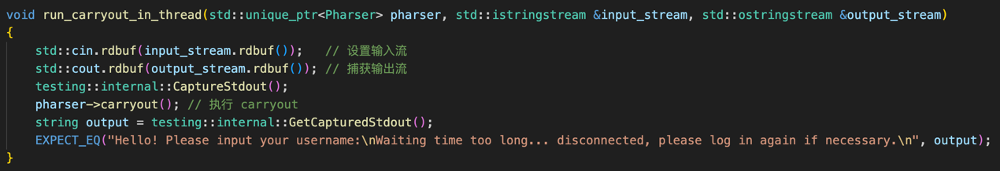 void run_carryout_in_thread(std::unique_ptr<Pharser> pharser, std::istringstream &input_stream, std::ostringstream &output_stream)
{
    std::cin.rdbuf(input_stream.rdbuf());   // 设置输入流
    std::cout.rdbuf(output_stream.rdbuf()); // 捕获输出流
    testing::internal::CaptureStdout();
    pharser->carryout(); // 执行 carryout
    string output = testing::internal::GetCapturedStdout();
    EXPECT_EQ("Hello! Please input your username:\nWaiting time too long... disconnected, please log in again if necessary.\n", output);
}